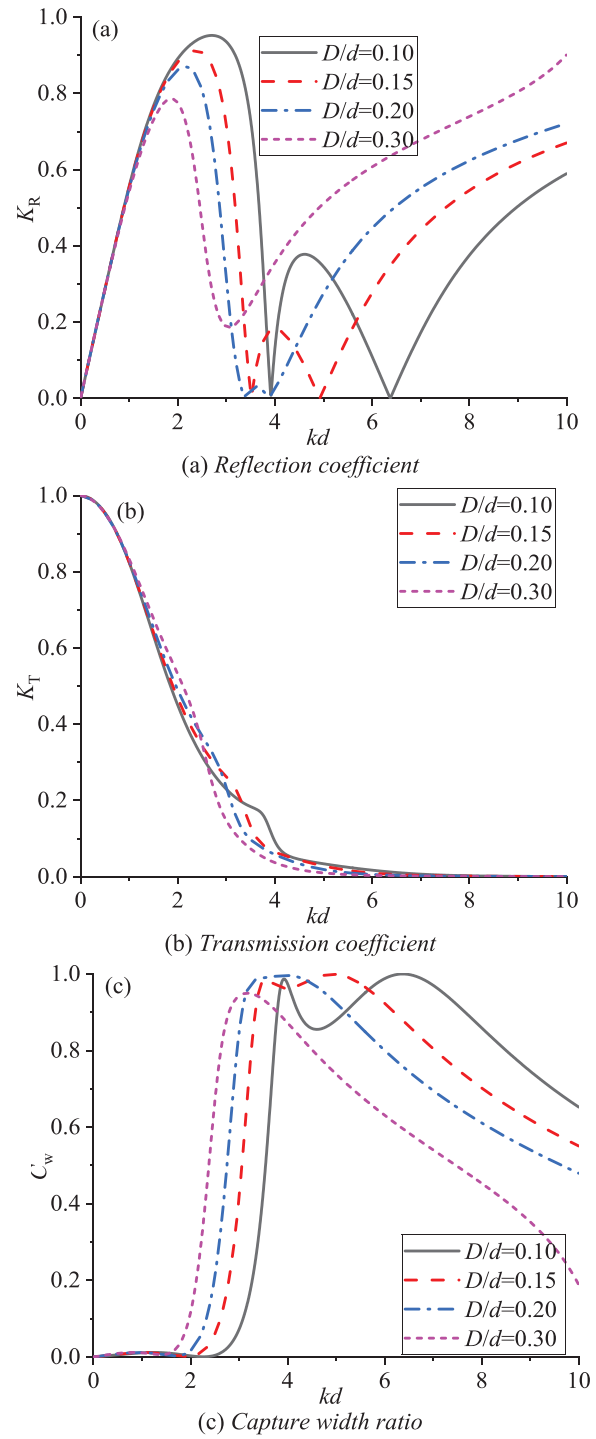 (a)
D/d=0.10
D/d=0.15
D/d=0.20
D/d=0.30
K_R
1.0
0.8
0.6
0.4
0.2
0.0
0 2 4 6 8 10
kd
(a) Reflection coefficient
(b)
D/d=0.10
D/d=0.15
D/d=0.20
D/d=0.30
K_T
1.0
0.8
0.6
0.4
0.2
0.0
0 2 4 6 8 10
kd
(b) Transmission coefficient
(c)
C_w
1.0
0.8
0.6
0.4
0.2
0.0
D/d=0.10
D/d=0.15
D/d=0.20
D/d=0.30
0 2 4 6 8 10
kd
(c) Capture width ratio